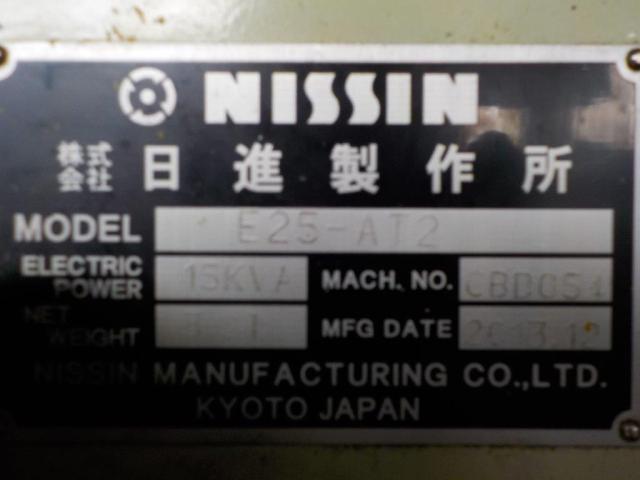 NISSIN
株式会社 日進製作所
MODEL E25-AT2
ELECTRIC POWER 15KVA MACH. NO.
NET WEIGHT MFG DATE
NISSIN MANUFACTURING CO.,LTD.
KYOTO JAPAN